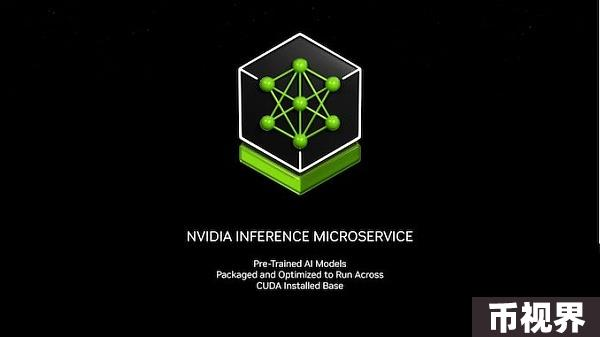 NVIDIA INFERENCE MICROSERVICE
Pre-Trained AI Models
Packaged and Optimized to Run Across
CUDA Installed Base
币视界